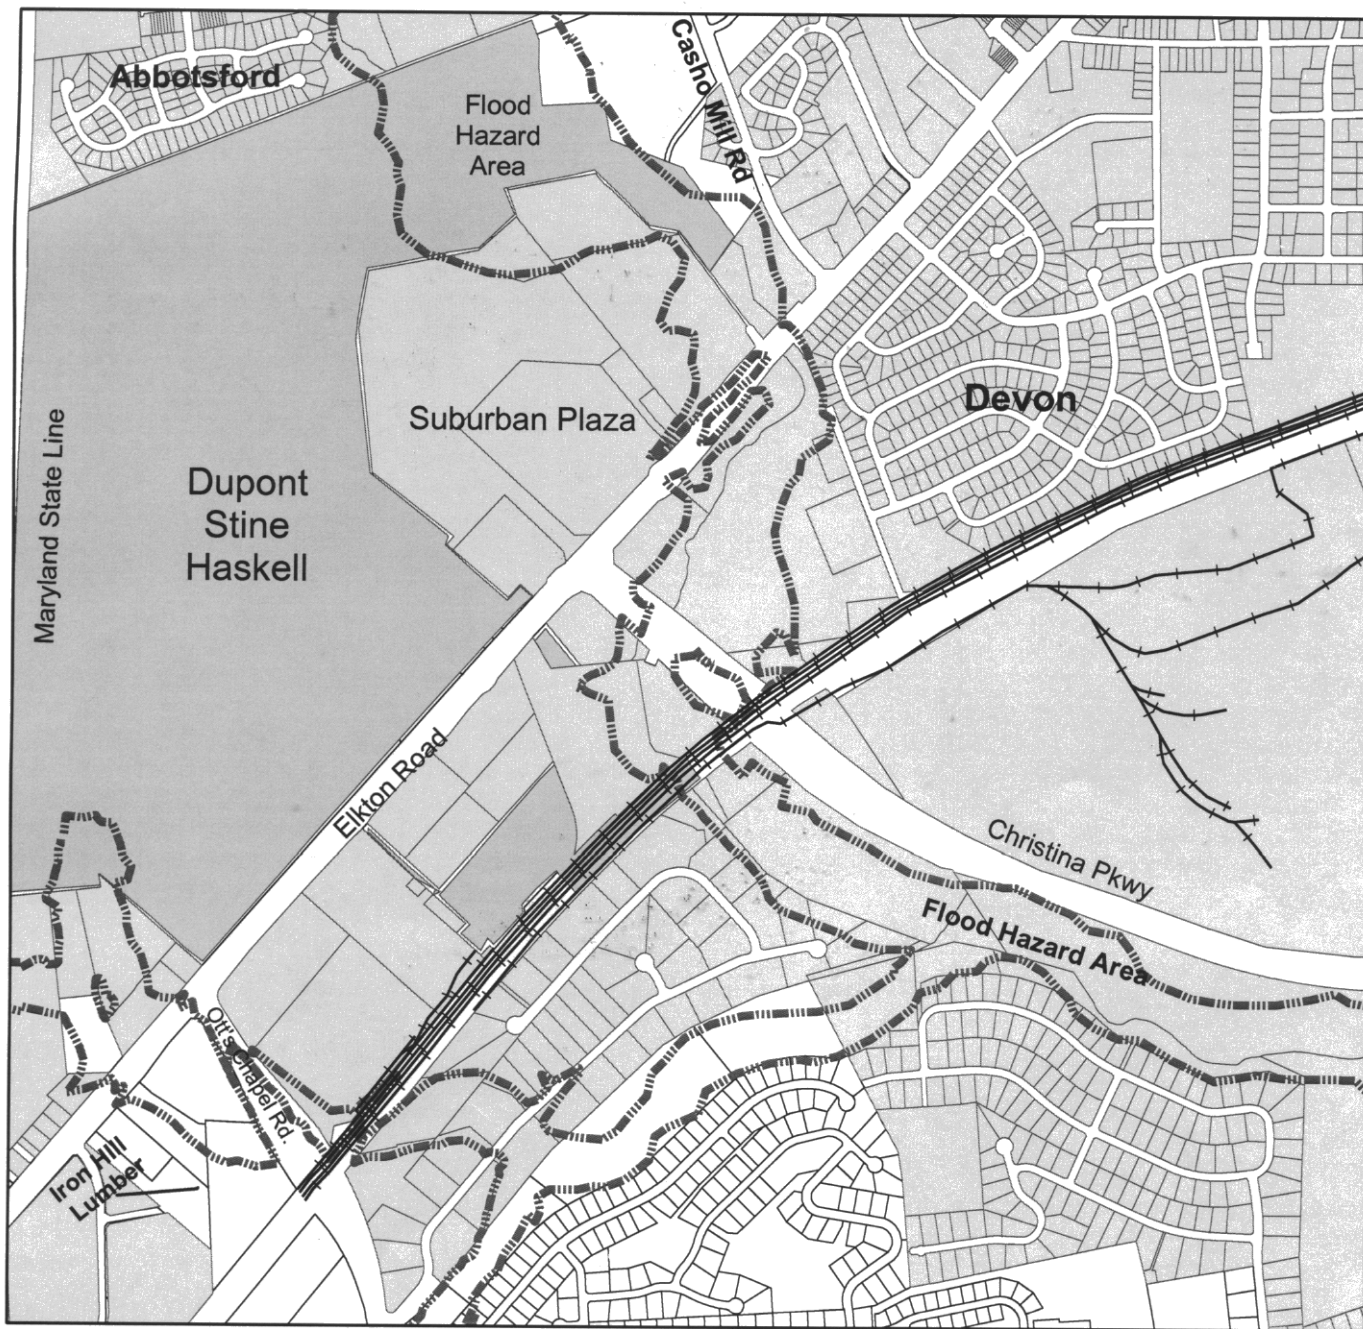 Abbotsford
Flood
Hazard
Area
Casho Mill Rd
Suburban Plaza
Devon
Maryland State Line
Dupont
Stine
Haskell
Elkton Road
Christina Pkwy
Flood Hazard Area
Ott's Chapel Rd.
Iron Hill
Lumber